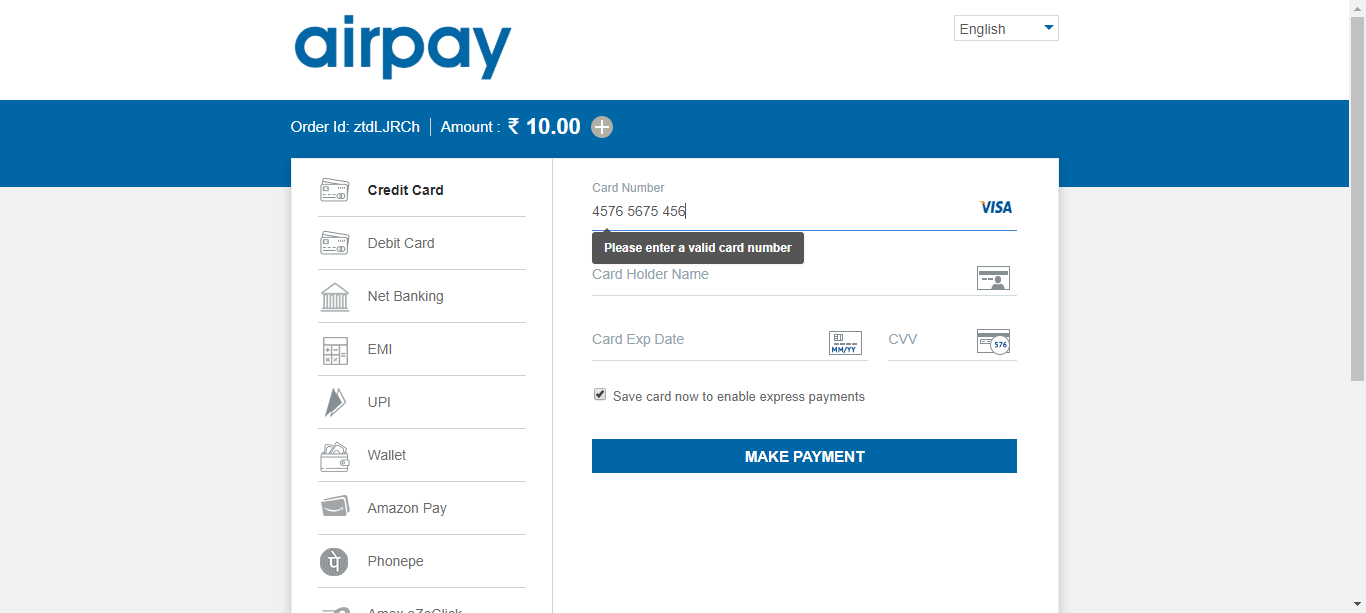 airpay
English
Order Id: ztdLJRCh | Amount : ₹ 10.00
Credit Card
Debit Card
Net Banking
EMI
UPI
Wallet
Amazon Pay
पे Phonepe
Amex eZeClick
Card Number
4576 5675 456
VISA
Please enter a valid card number
Card Holder Name
Card Exp Date
MM/YY
CVV
576
Save card now to enable express payments
MAKE PAYMENT